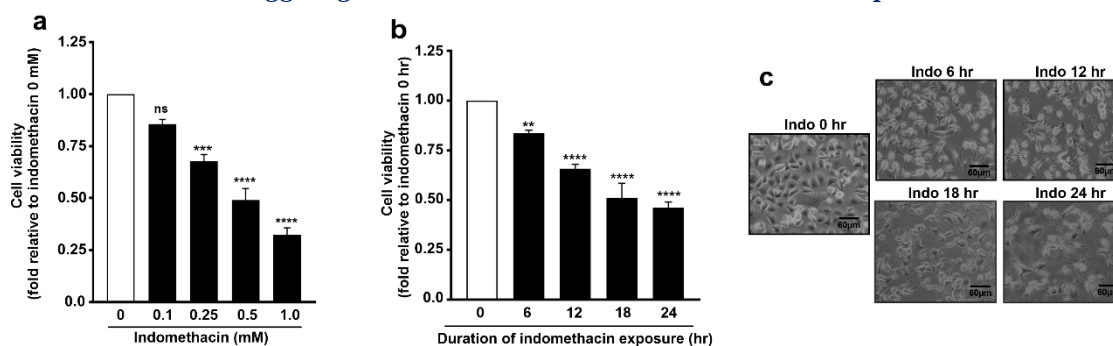 a
Cell viability
(fold relative to indomethacin 0 mM)
1.25
1.00
0.75
0.50
0.25
0.0
ns
***
****
****
0 0.1 0.25 0.5 1.0
Indomethacin (mM)
b
Cell viability
(fold relative to indomethacin 0 hr)
1.25
1.00
0.75
0.50
0.25
0.0
**
****
****
****
0 6 12 18 24
Duration of indomethacin exposure (hr)
c
Indo 0 hr
60µm
Indo 6 hr
60µm
Indo 12 hr
60µm
Indo 18 hr
60µm
Indo 24 hr
60µm